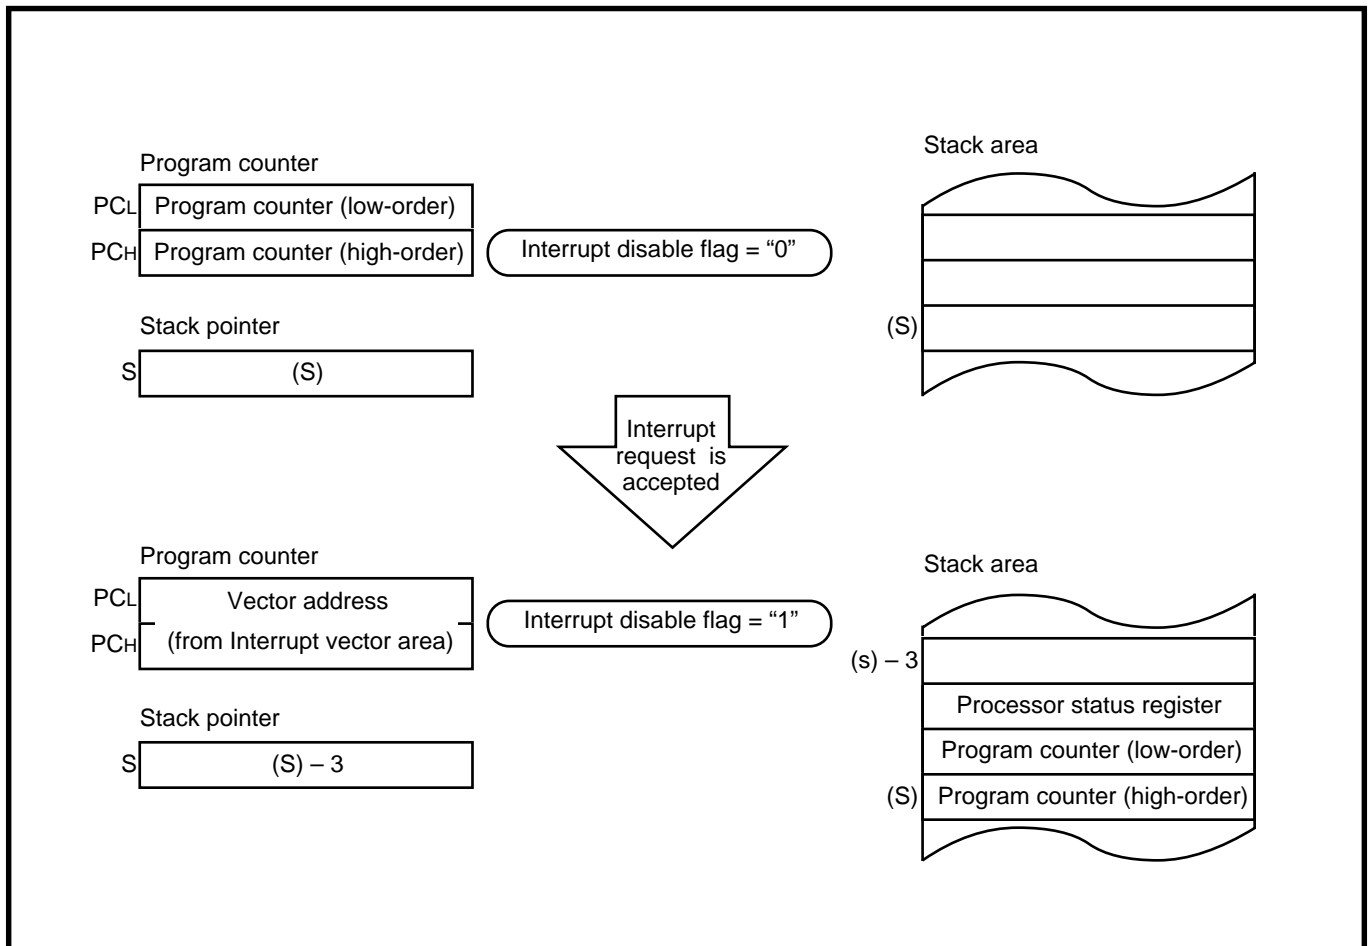 Program counter
PCL Program counter (low-order)
PCH Program counter (high-order)
Interrupt disable flag = “0”
Stack pointer
S (S)
Stack area
(S)
Interrupt
request is
accepted
Program counter
PCL Vector address
PCH (from Interrupt vector area)
Interrupt disable flag = “1”
Stack pointer
S (S) – 3
Stack area
(s) – 3
Processor status register
Program counter (low-order)
(S) Program counter (high-order)